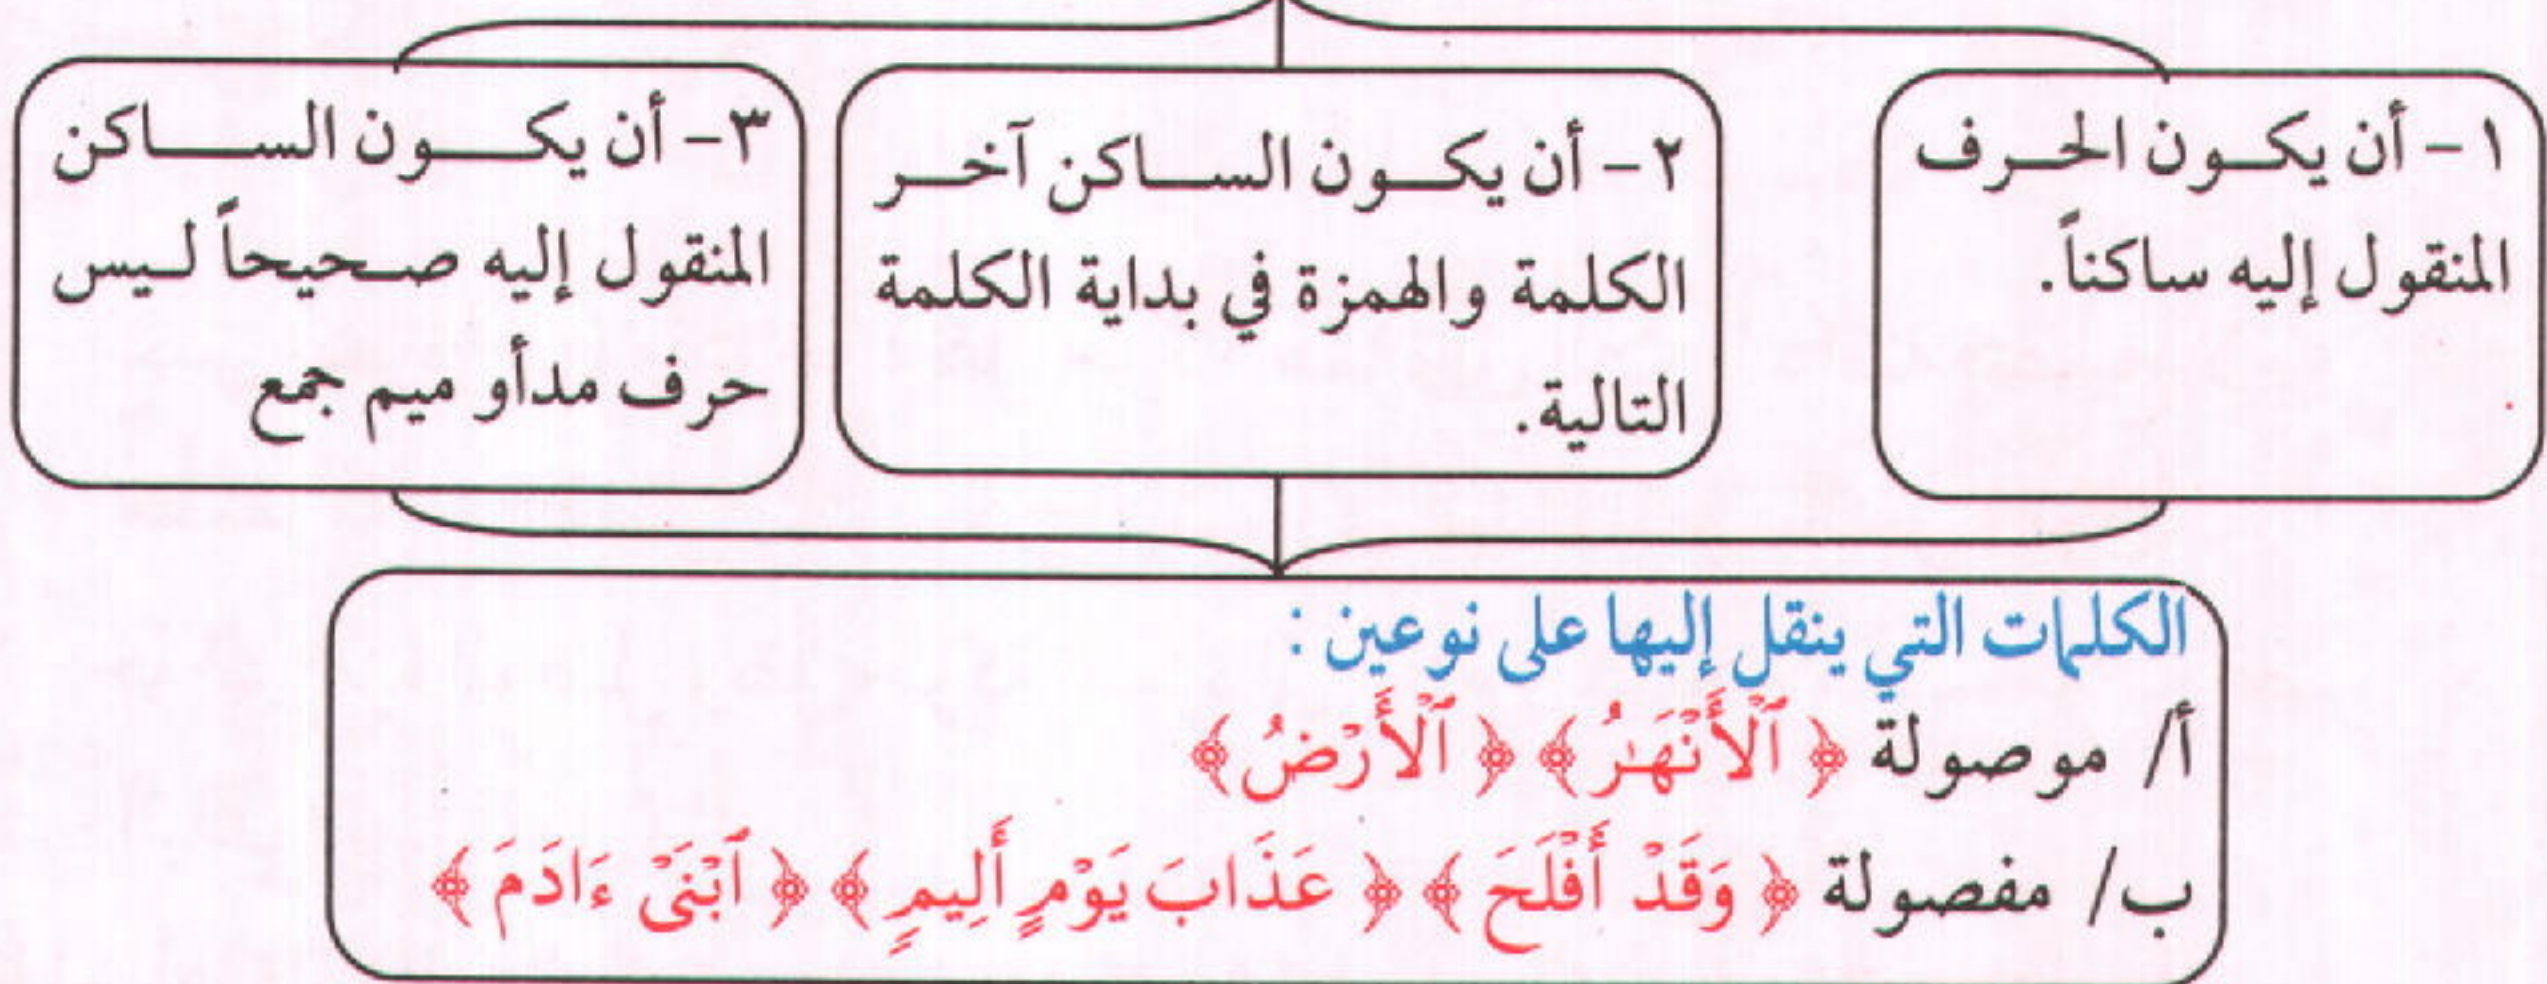 ١- أن يكون الحرف
المنقول إليه ساكناً.
٢- أن يكون الساكن آخر
الكلمة والهمزة في بداية الكلمة
التالية.
٣- أن يكون الساكن
المنقول إليه صحيحاً ليس
حرف مدأو ميم جمع
الكلمات التي ينقل إليها على نوعين :
أ/ موصولة ﴿ ٱلْأَنْهَـٰرُ ﴾ ﴿ ٱلْأَرْضُ ﴾
ب/ مفصولة ﴿ وَقَدْ أَفْلَحَ ﴾ ﴿ عَذَابَ يَوْمٍ أَلِيمٍ ﴾ ﴿ ٱبْنَىْ ءَادَمَ ﴾